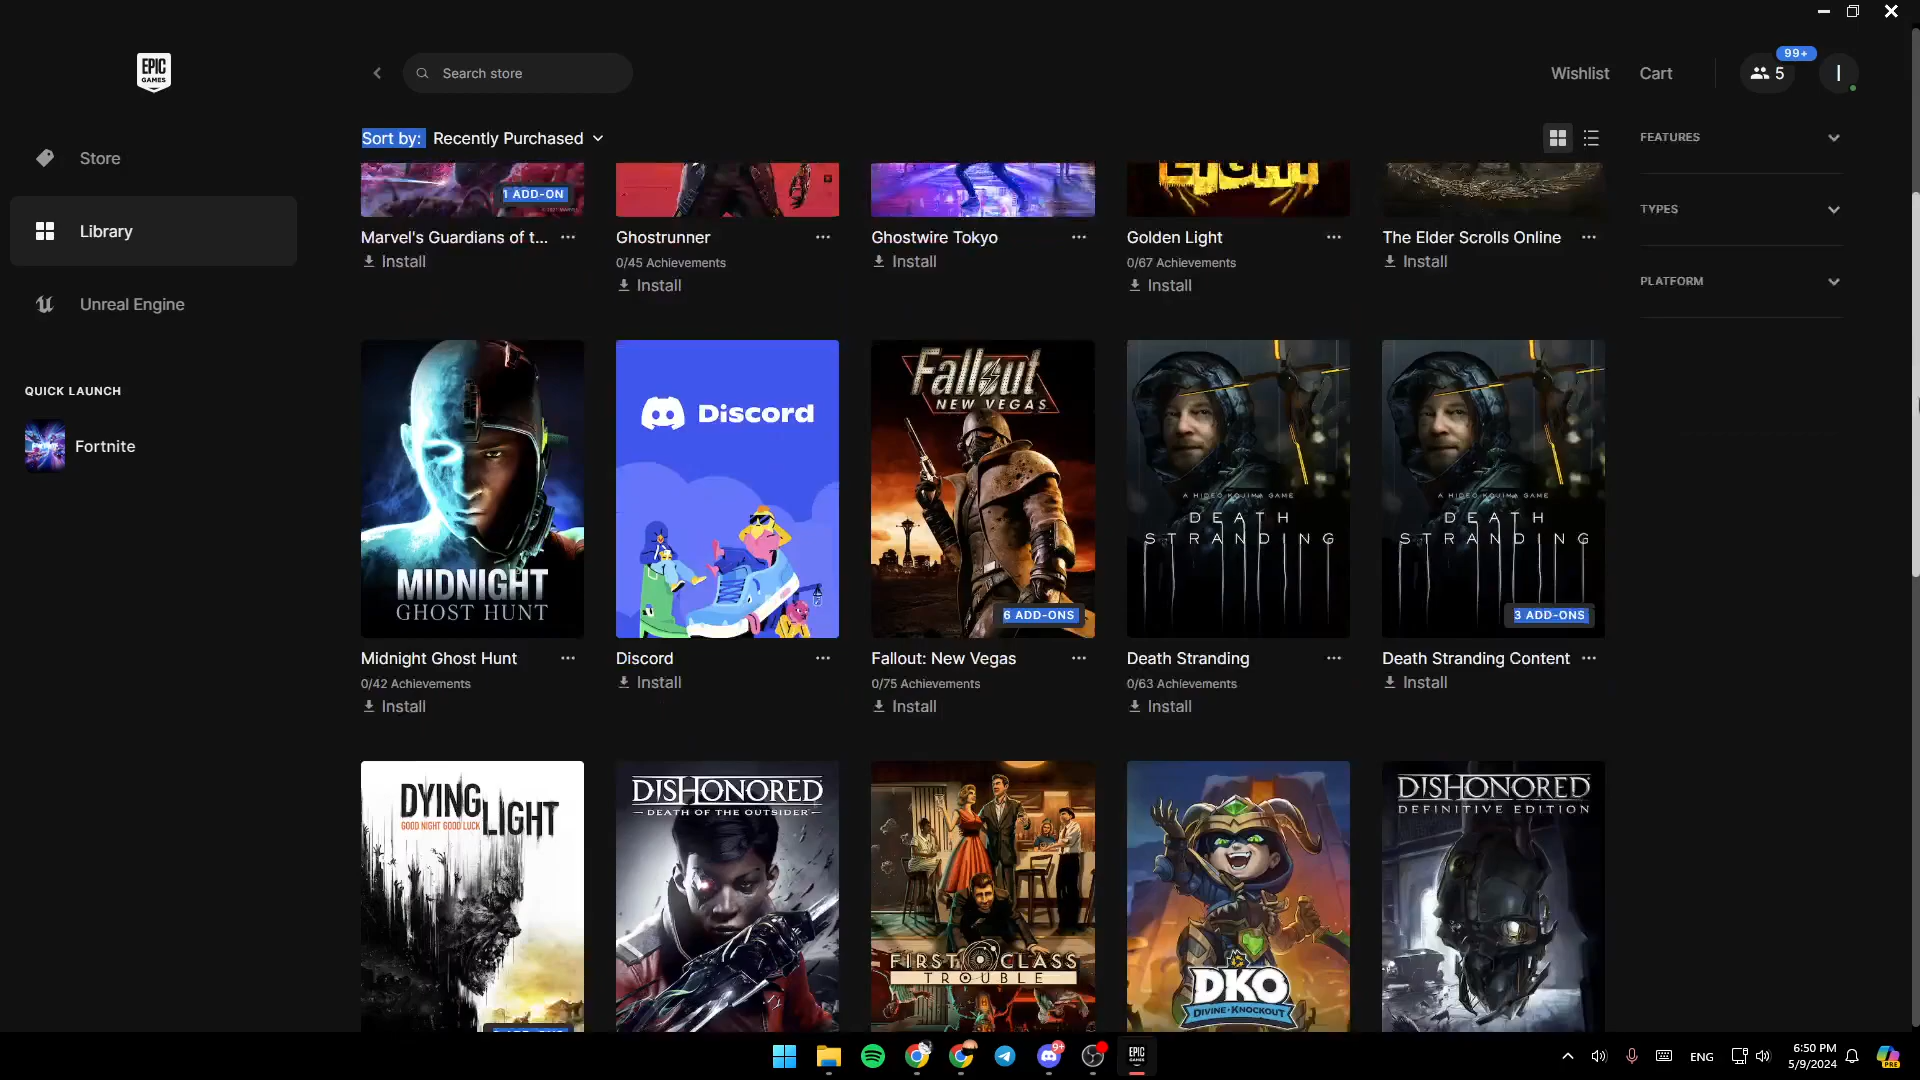 EPIC
GAMES
Search store
Wishlist
Cart
99+
5
I
Store
Library
Unreal Engine
QUICK LAUNCH
Fortnite
Sort by: Recently Purchased
FEATURES
TYPES
PLATFORM
1 ADD-ON
LIGHT
Marvel's Guardians of t...
Install
Ghostrunner
0/45 Achievements
Install
Ghostwire Tokyo
Install
Golden Light
0/67 Achievements
Install
The Elder Scrolls Online
Install
MIDNIGHT
GHOST HUNT
Discord
Fallout
NEW VEGAS
6 ADD-ONS
A HIDEO KOJIMA GAME
DEATH
STRANDING
A HIDEO KOJIMA GAME
DEATH
STRANDING
3 ADD-ONS
Midnight Ghost Hunt
0/42 Achievements
Install
Discord
Install
Fallout: New Vegas
0/75 Achievements
Install
Death Stranding
0/63 Achievements
Install
Death Stranding Content
Install
DYING
LIGHT
GOOD NIGHT GOOD LUCK
DISHONORED
DEATH OF THE OUTSIDER
FIRST CLASS
TROUBLE
DKO
DIVINE KNOCKOUT
DISHONORED
DEFINITIVE EDITION
9+
EPIC
GAMES
ENG
6:50 PM
5/9/2024
PRE